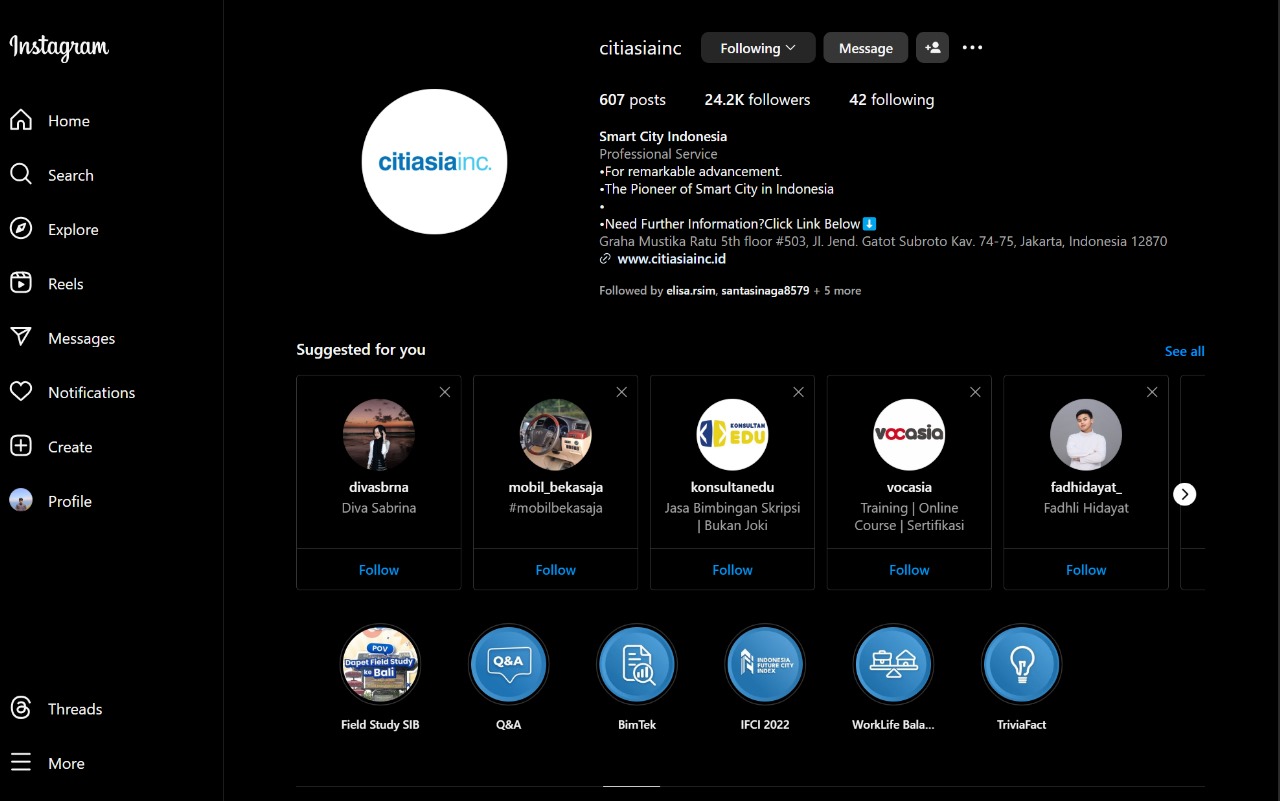 Instagram
Home
Search
Explore
Reels
Messages
Notifications
Create
Profile
Threads
More
citiasiainc
Following
Message
607 posts
24.2K followers
42 following
citiasiainc.
Smart City Indonesia
Professional Service
•For remarkable advancement.
•The Pioneer of Smart City in Indonesia
•
•Need Further Information?Click Link Below⬇️
Graha Mustika Ratu 5th floor #503, Jl. Jend. Gatot Subroto Kav. 74-75, Jakarta, Indonesia 12870
www.citiasiainc.id
Followed by elisa.rsim, santasinaga8579 + 5 more
Suggested for you
See all
divasbrna
Diva Sabrina
Follow
mobil_bekasaja
#mobilbekasaja
Follow
KONSULTAN
EDU
konsultanedu
Jasa Bimbingan Skripsi
| Bukan Joki
Follow
vocasia
vocasia
Training | Online
Course | Sertifikasi
Follow
fadhidayat_
Fadhli Hidayat
Follow
POV
Dapet Field Study
ke Bali
Field Study SIB
Q&A
Q&A
BimTek
INDONESIA
FUTURE CITY
INDEX
IFCI 2022
WorkLife Bala...
TriviaFact